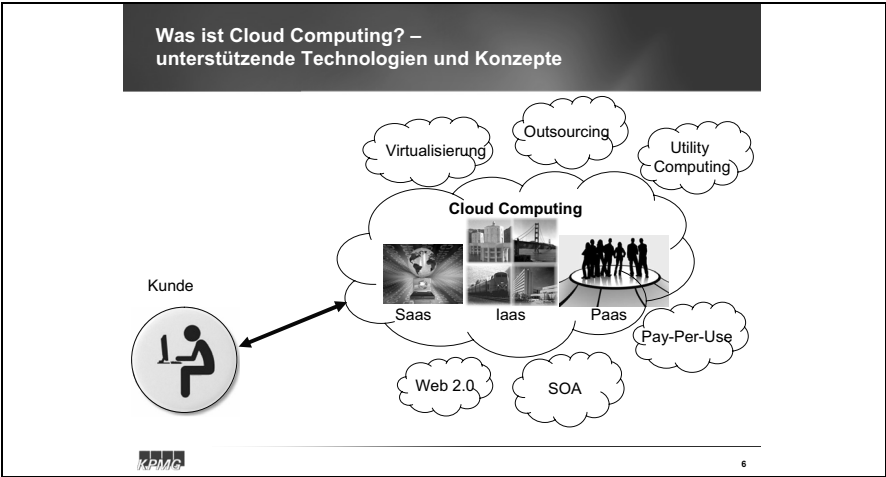 Was ist Cloud Computing? –
unterstützende Technologien und Konzepte
Outsourcing
Virtualisierung
Utility
Computing
Cloud Computing
Kunde
Saas
Iaas
Paas
Pay-Per-Use
Web 2.0
SOA
KPMG
6